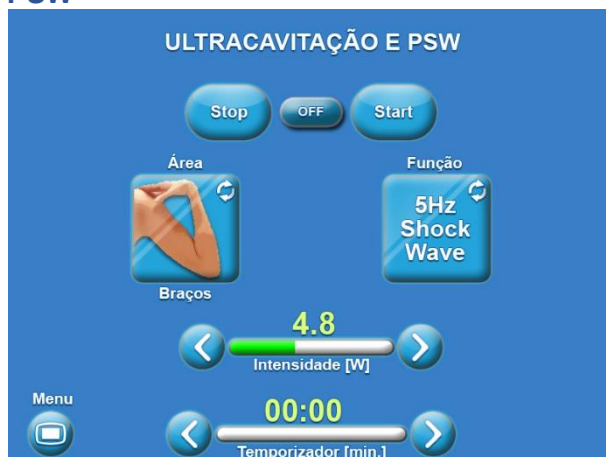 ULTRACAVITAÇÃO E PSW
Stop
OFF
Start
Área
Função
5Hz
Shock
Wave
Braços
4.8
Intensidade [W]
Menu
00:00
Temporizador [min.]